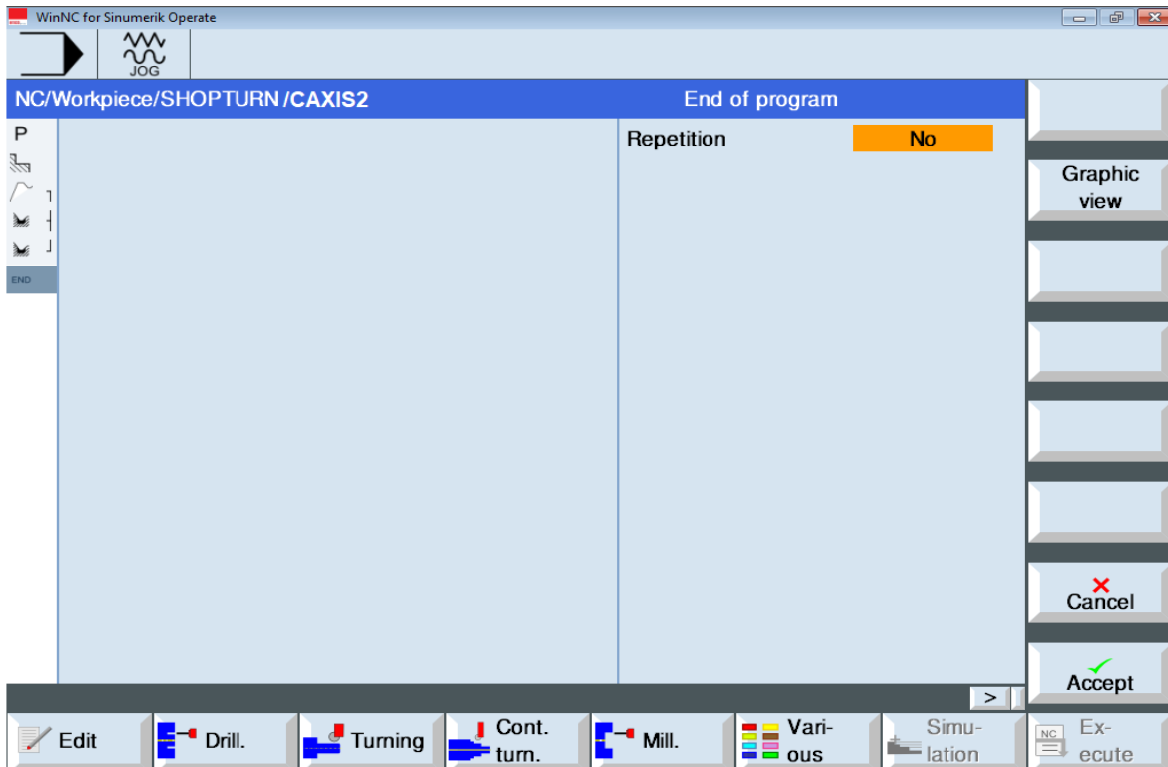 WinNC for Sinumerik Operate
JOG
NC/Workpiece/SHOPTURN/CAXIS2
End of program
P
Repetition
No
END
Graphic
view
Cancel
Accept
>
Edit
Drill.
Turning
Cont.
turn.
Mill.
Vari-
ous
Simu-
lation
NC
Ex-
ecute